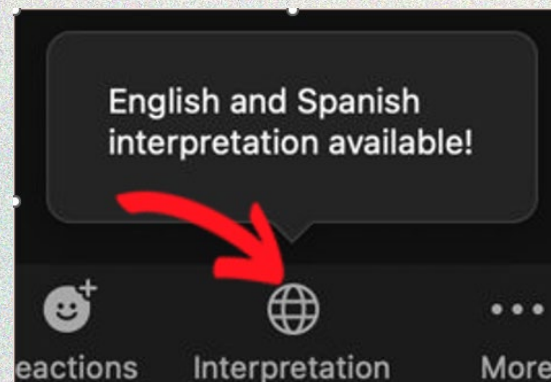 English and Spanish
interpretation available!
eactions Interpretation More